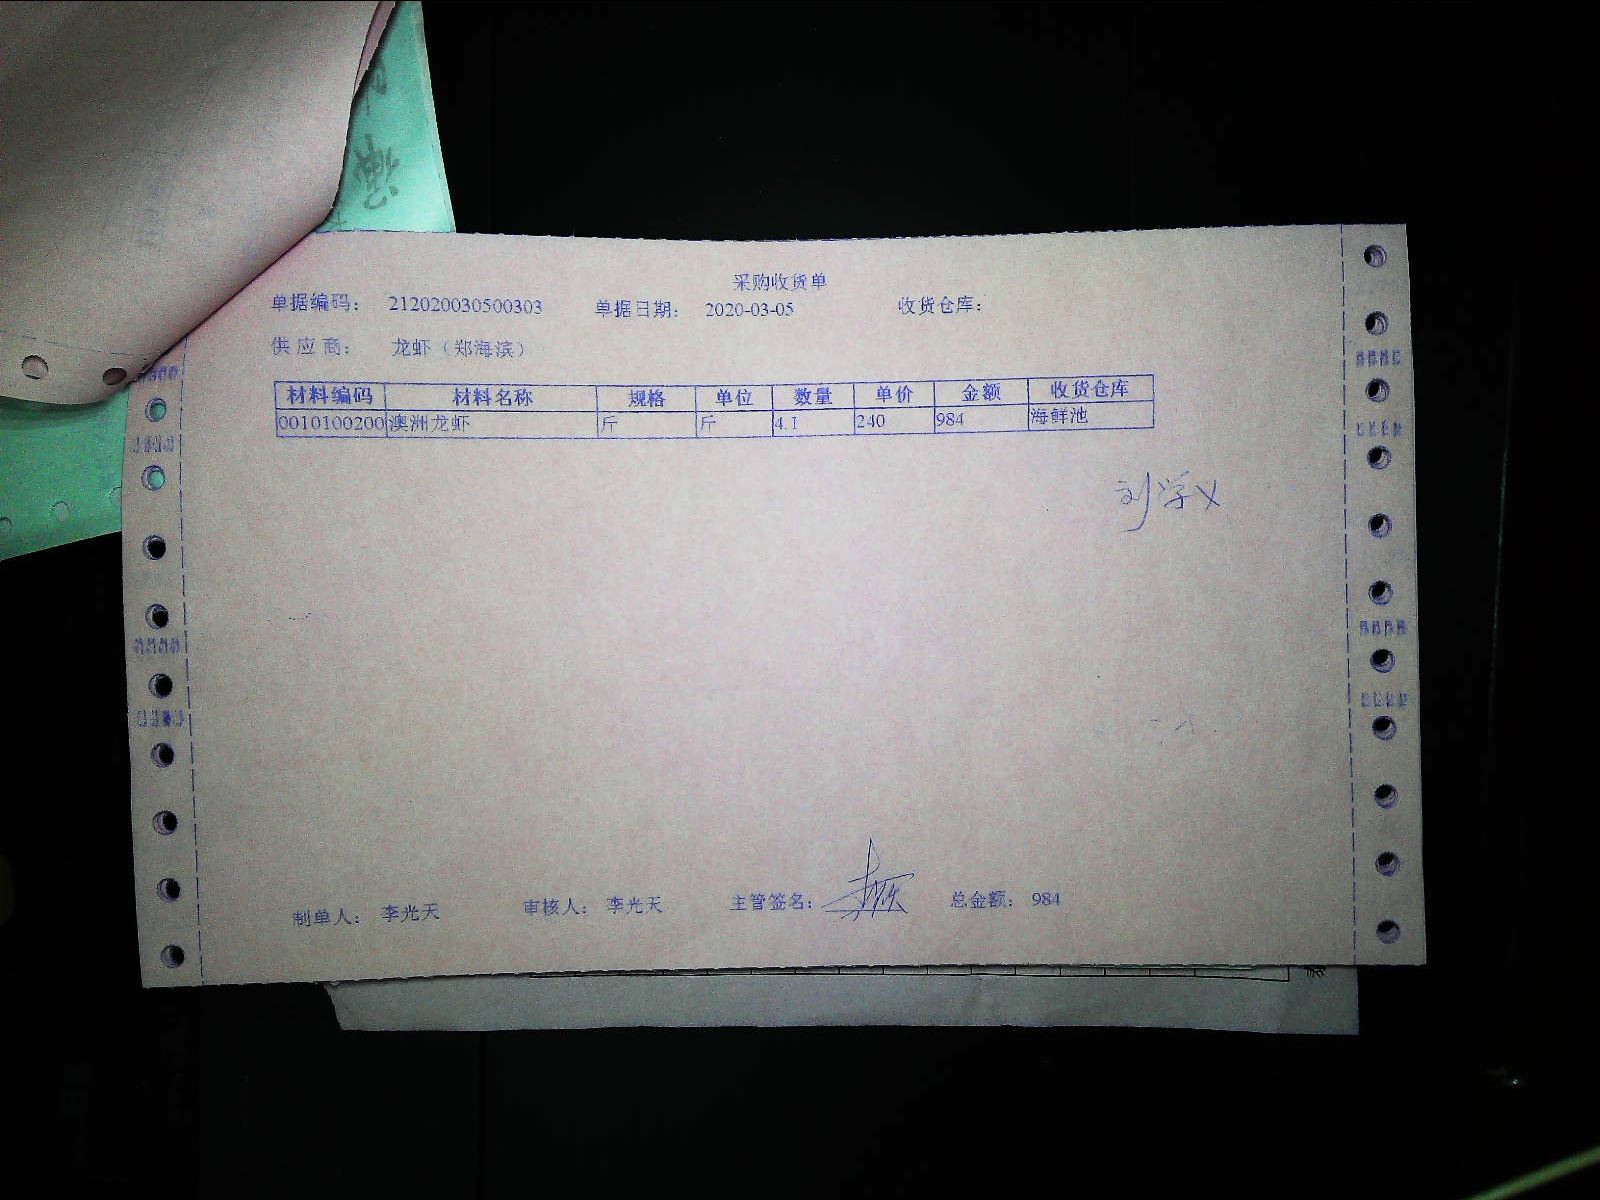 采购收货单
单据编码： 212020030500303 单据日期： 2020-03-05 收货仓库：
供应商： 龙虾（郑海滨）
材料编码 材料名称 规格 单位 数量 单价 金额 收货仓库
0010100200 澳洲龙虾 斤 斤 4.1 240 984 海鲜池
刘学义
制单人： 李光天 审核人： 李光天 主管签名： 总金额： 984